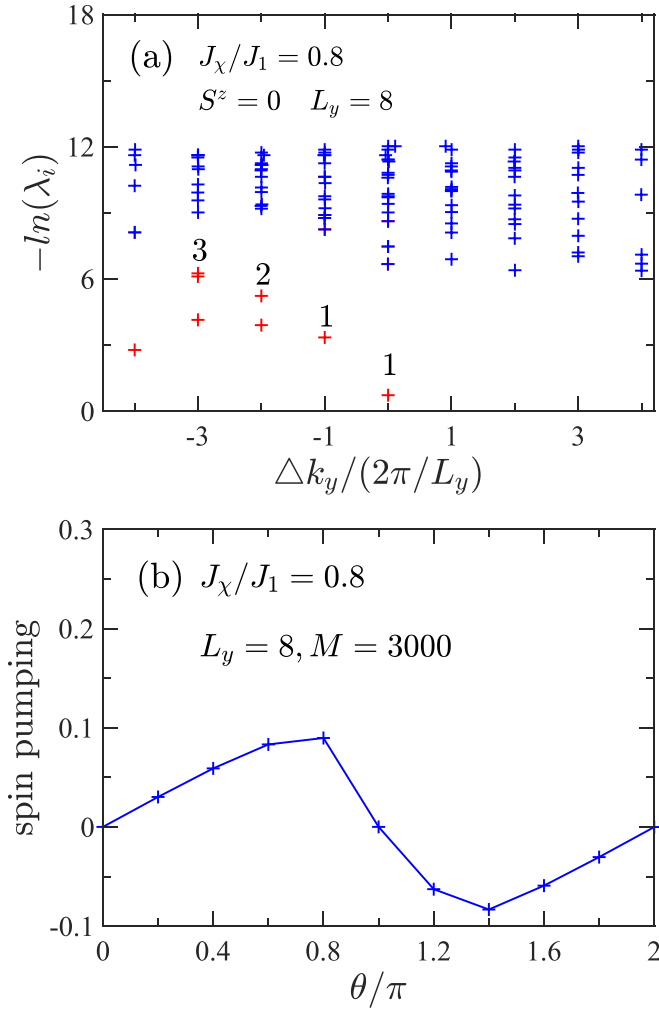 18
(a) J_χ/J_1 = 0.8
S^z = 0 L_y = 8
12
6
0
-ln(λ_i)
3
2
1
1
-3 -1 1 3
△k_y/(2π/L_y)
0.3
(b) J_χ/J_1 = 0.8
0.2
L_y = 8, M = 3000
0.1
0
-0.1
spin pumping
0 0.4 0.8 1.2 1.6 2
θ/π